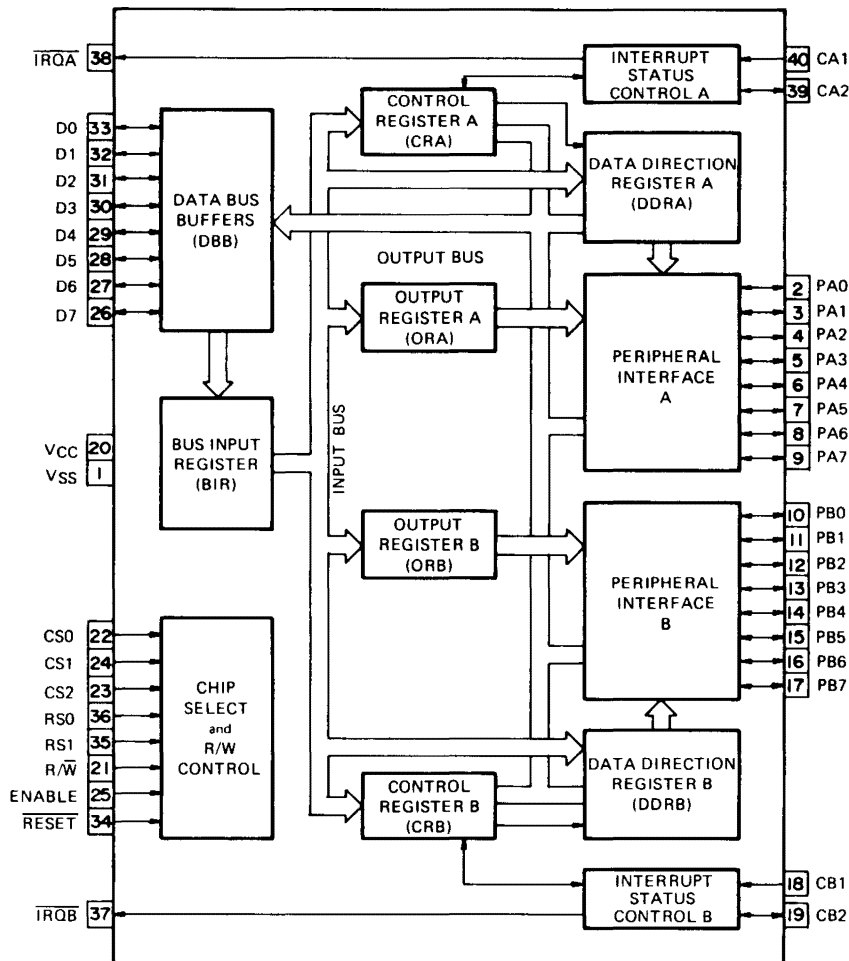 IRQA 38
D0 33
D1 32
D2 31
D3 30
D4 29
D5 28
D6 27
D7 26
VCC 20
VSS 1
CS0 22
CS1 24
CS2 23
RS0 36
RS1 35
R/W 21
ENABLE 25
RESET 34
IRQB 37
DATA BUS
BUFFERS
(DBB)
BUS INPUT
REGISTER
(BIR)
CHIP
SELECT
and
R/W
CONTROL
CONTROL
REGISTER A
(CRA)
OUTPUT BUS
OUTPUT
REGISTER A
(ORA)
INPUT BUS
OUTPUT
REGISTER B
(ORB)
CONTROL
REGISTER B
(CRB)
INTERRUPT
STATUS
CONTROL A
DATA DIRECTION
REGISTER A
(DDRA)
PERIPHERAL
INTERFACE
A
PERIPHERAL
INTERFACE
B
DATA DIRECTION
REGISTER B
(DDRB)
INTERRUPT
STATUS
CONTROL B
40 CA1
39 CA2
2 PA0
3 PA1
4 PA2
5 PA3
6 PA4
7 PA5
8 PA6
9 PA7
10 PB0
11 PB1
12 PB2
13 PB3
14 PB4
15 PB5
16 PB6
17 PB7
18 CB1
19 CB2